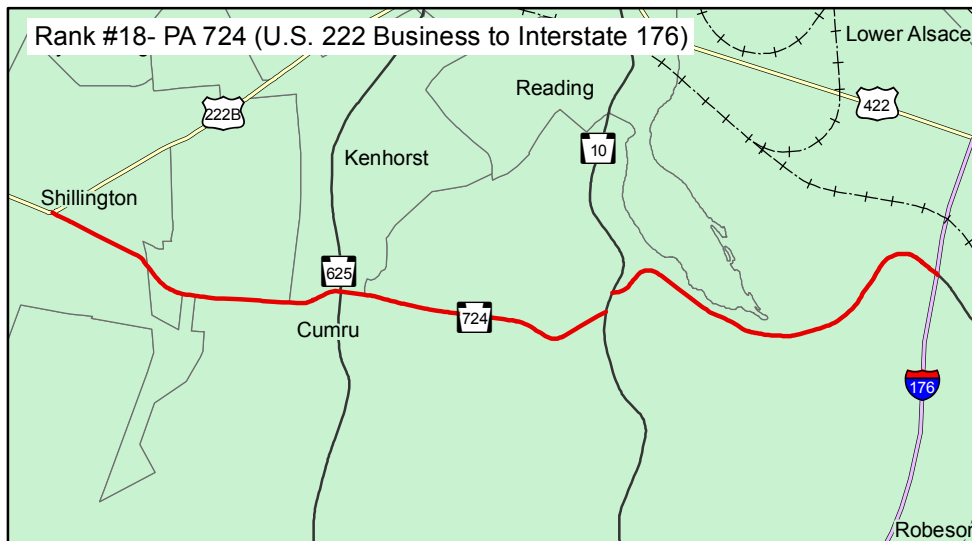 Rank #18- PA 724 (U.S. 222 Business to Interstate 176)
Lower Alsace
Reading
422
222B
10
Kenhorst
Shillington
625
724
Cumru
176
Robeson